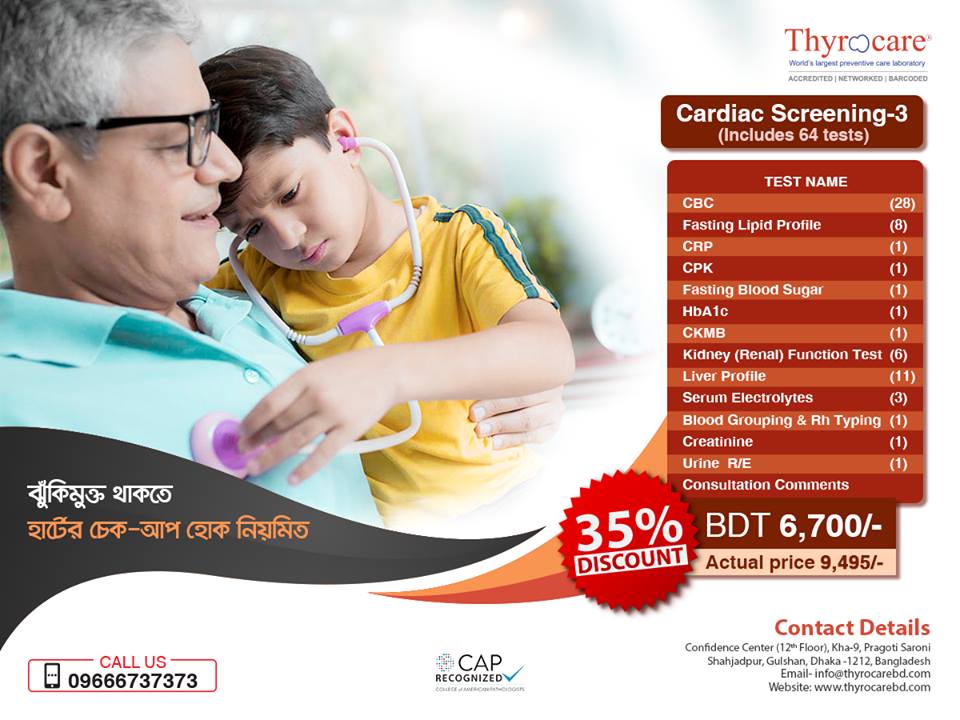 Thyrocare®
World's largest preventive care laboratory
ACCREDITED | NETWORKED | BARCODED
Cardiac Screening-3
(Includes 64 tests)
TEST NAME
CBC (28)
Fasting Lipid Profile (8)
CRP (1)
CPK (1)
Fasting Blood Sugar (1)
HbA1c (1)
CKMB (1)
Kidney (Renal) Function Test (6)
Liver Profile (11)
Serum Electrolytes (3)
Blood Grouping & Rh Typing (1)
Creatinine (1)
Urine R/E (1)
Consultation Comments
ঝুঁকিমুক্ত থাকতে
হার্টের চেক-আপ হোক নিয়মিত
35%
DISCOUNT
BDT 6,700/-
Actual price 9,495/-
CALL US
09666737373
CAP
RECOGNIZED
COLLEGE of AMERICAN PATHOLOGISTS
Contact Details
Confidence Center (12th Floor), Kha-9, Pragoti Saroni
Shahjadpur, Gulshan, Dhaka -1212, Bangladesh
Email- info@thyrocarebd.com
Website: www.thyrocarebd.com